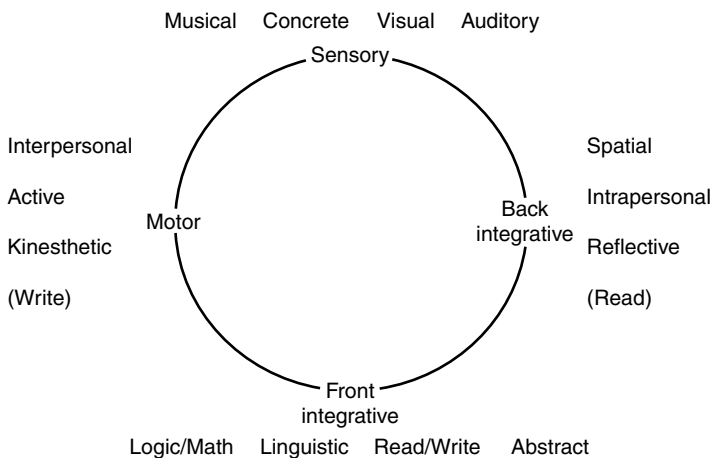 Musical Concrete Visual Auditory
Sensory
Interpersonal
Active
Kinesthetic
(Write)
Motor
Back
integrative
Spatial
Intrapersonal
Reflective
(Read)
Front
integrative
Logic/Math Linguistic Read/Write Abstract